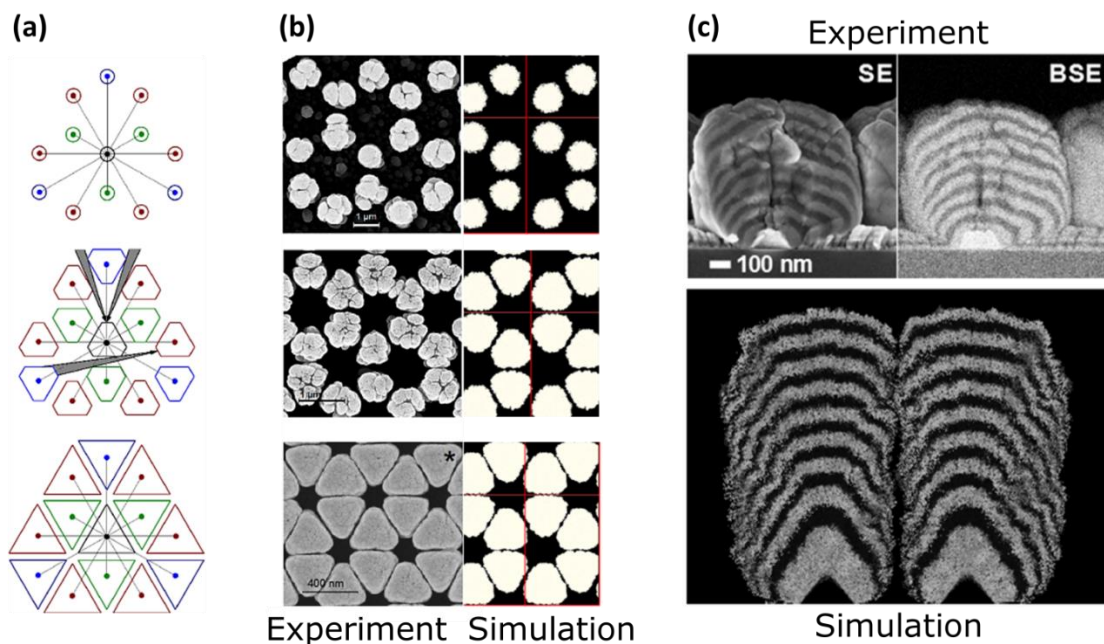 (a)
(b)
(c)
Experiment
SE
BSE
1 µm
100 nm
1 µm
*
400 nm
Experiment
Simulation
Simulation